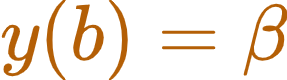 y(b) = β